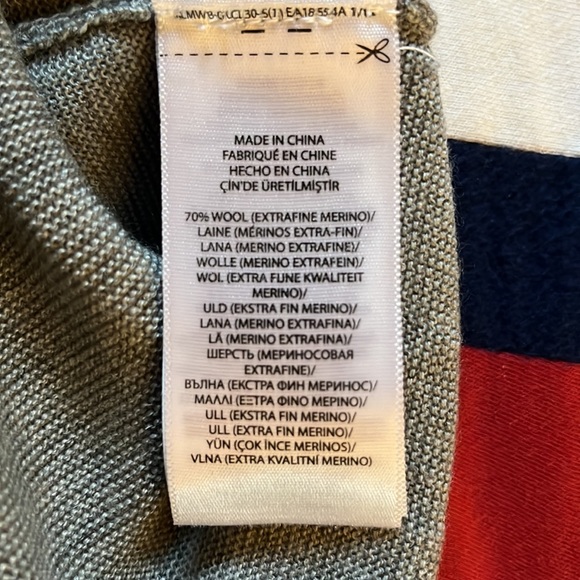 MADE IN CHINA
FABRIQUÉ EN CHINE
HECHO EN CHINA
ÇİN'DE ÜRETİLMİŞTİR
70% WOOL (EXTRAFINE MERINO)/
LAINE (MÉRINOS EXTRA-FIN)/
LANA (MERINO EXTRAFINE)/
WOLLE (MERINO EXTRAFEIN)/
WOL (EXTRA FIJNE KWALITEIT
MERINO)/
ULD (EKSTRA FIN MERINO)/
LANA (MERINO EXTRAFINA)/
LÃ (MERINO EXTRAFINA)/
ШЕРСТЬ (МЕРИНОСОВАЯ
EXTRAFINE)/
ВЪЛНА (ЕКСТРА ФИН МЕРИНОС)/
ΜΑΛΛΙ (ΕΞΤΡΑ ΦΙΝΟ ΜΕΡΙΝΟ)/
ULL (EKSTRA FIN MERINO)/
ULL (EXTRA FIN MERINO)/
YÜN (ÇOK İNCE MERİNOS)/
VLNA (EXTRA KVALITNÍ MERINO)